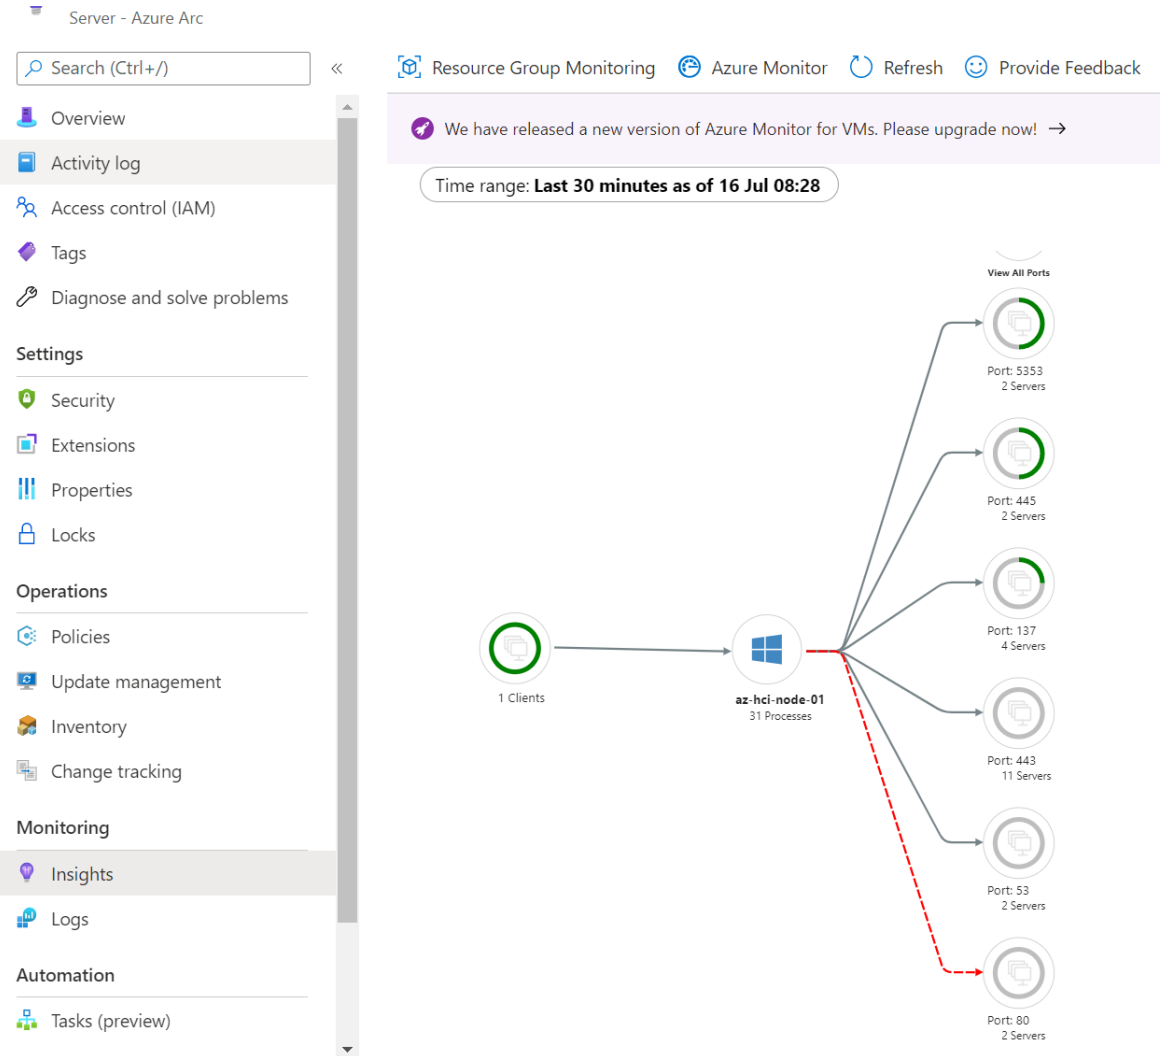 Server - Azure Arc
Search (Ctrl+/)
«
Overview
Activity log
Access control (IAM)
Tags
Diagnose and solve problems
Settings
Security
Extensions
Properties
Locks
Operations
Policies
Update management
Inventory
Change tracking
Monitoring
Insights
Logs
Automation
Tasks (preview)
Resource Group Monitoring
Azure Monitor
Refresh
Provide Feedback
We have released a new version of Azure Monitor for VMs. Please upgrade now! →
Time range: Last 30 minutes as of 16 Jul 08:28
1 Clients
az-hci-node-01
31 Processes
View All Ports
Port: 5353
2 Servers
Port: 445
2 Servers
Port: 137
4 Servers
Port: 443
11 Servers
Port: 53
2 Servers
Port: 80
2 Servers